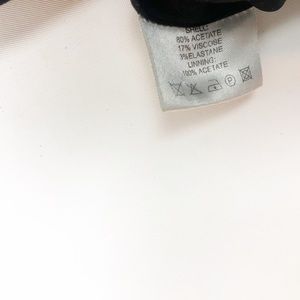 SHELL:
80% ACETATE
17% VISCOSE
3%ELASTANE
LINNING:
100% ACETATE
P